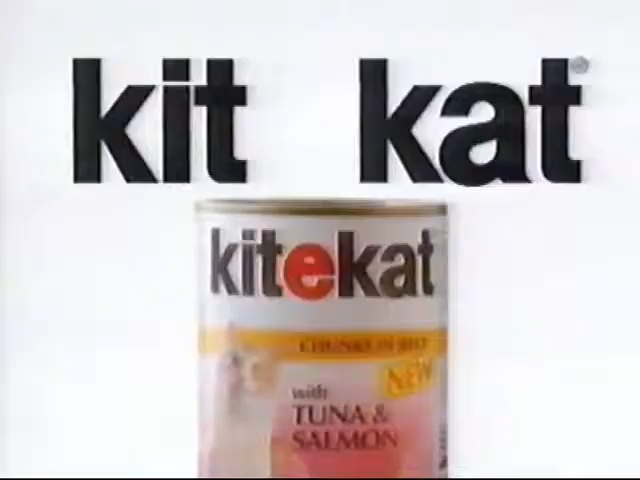 kit kat®
kitekat
CHUNKS IN JELLY
NEW
with
TUNA &
SALMON